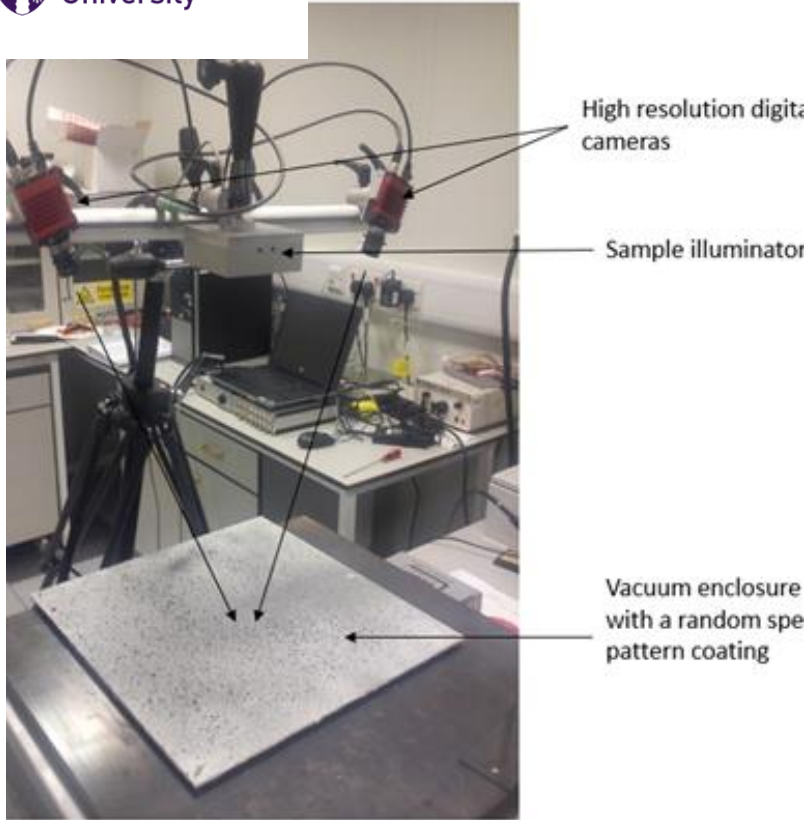 University
High resolution digita
cameras
Sample illuminator
Vacuum enclosure
with a random spe
pattern coating